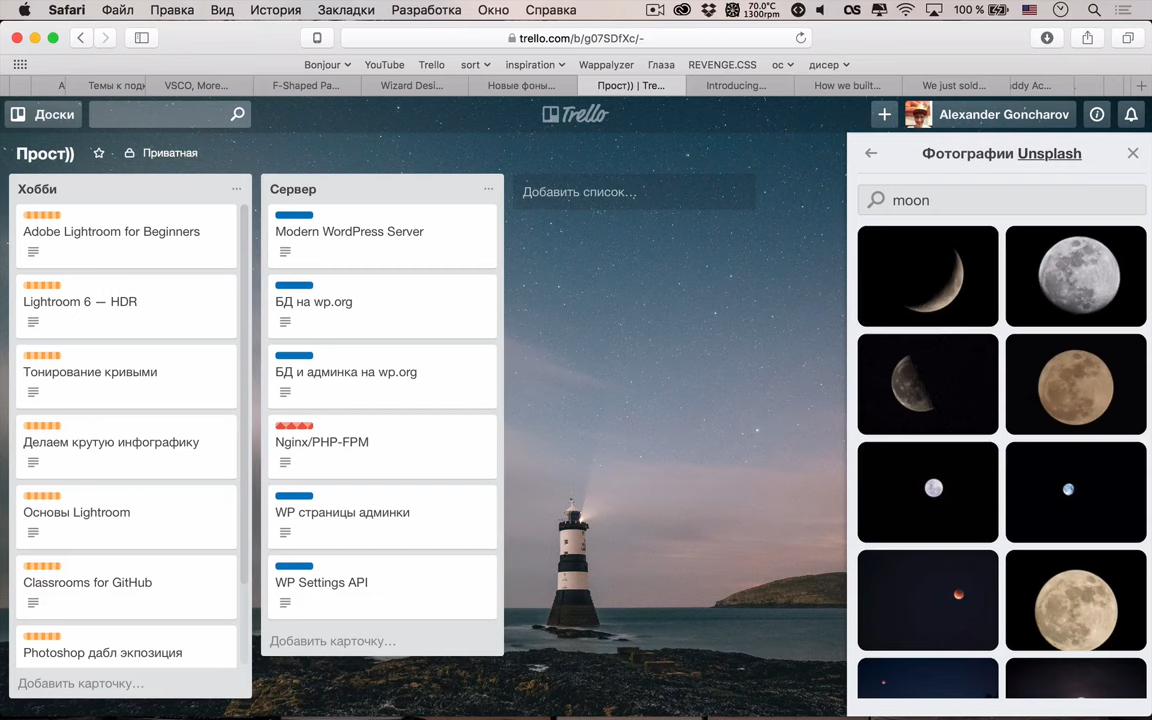 Safari Файл Правка Вид История Закладки Разработка Окно Справка 70.0°C 1300rpm 100 %
trello.com/b/g07SDfXc/-
Bonjour YouTube Trello sort inspiration Wappalyzer Глаза REVENGE.CSS ос дисер
А Темы к подк VSCO, More... F-Shaped Pa... Wizard Desi... Новые фоны... Прост)) | Tre... Introducing... How we built... We just sold... ddy Ac...
Доски Trello Alexander Goncharov
Прост)) Приватная
Фотографии Unsplash
moon
Хобби
Adobe Lightroom for Beginners
Lightroom 6 — HDR
Тонирование кривыми
Делаем крутую инфографику
Основы Lightroom
Classrooms for GitHub
Photoshop дабл экпозиция
Добавить карточку...
Сервер
Modern WordPress Server
БД на wp.org
БД и админка на wp.org
Nginx/PHP-FPM
WP страницы админки
WP Settings API
Добавить карточку...
Добавить список...